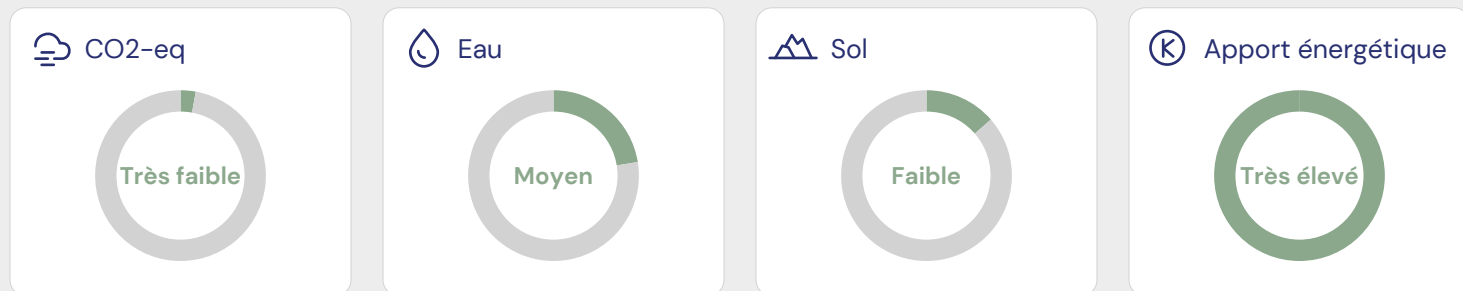 CO2-eq
Très faible
Eau
Moyen
Sol
Faible
Apport énergétique
Très élevé